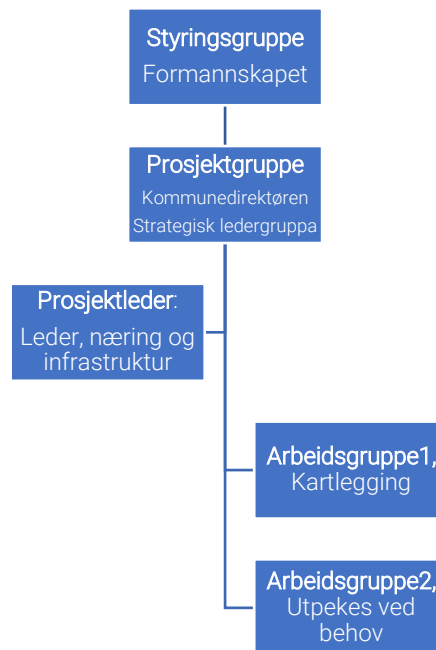 Styringsgruppe
Formannskapet
Prosjektgruppe
Kommunedirektøren
Strategisk ledergruppa
Prosjektleder:
Leder, næring og
infrastruktur
Arbeidsgruppe1,
Kartlegging
Arbeidsgruppe2,
Utpekes ved
behov